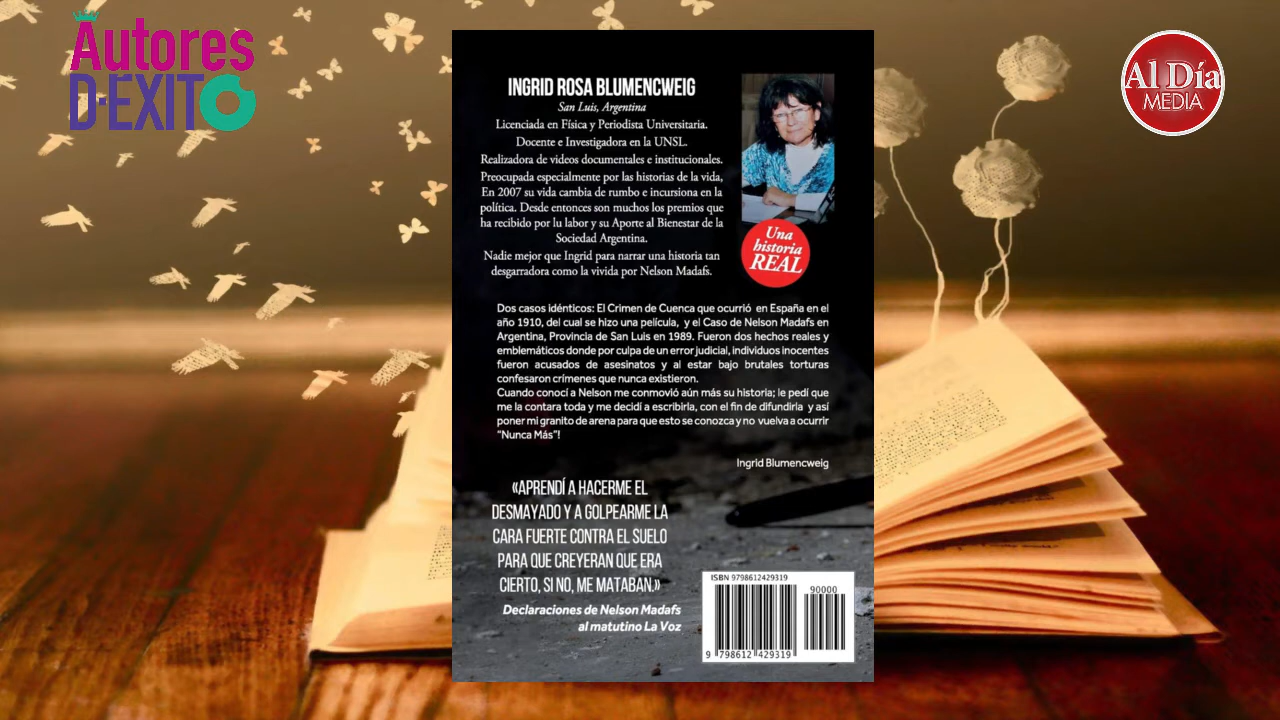 Autores
D-ÉXITO
Al Día
MEDIA
INGRID ROSA BLUMENCWEIG
San Luis, Argentina
Licenciada en Física y Periodista Universitaria.
Docente e Investigadora en la UNSL.
Realizadora de videos documentales e institucionales.
Preocupada especialmente por las historias de la vida,
En 2007 su vida cambia de rumbo e incursiona en la
política. Desde entonces son muchos los premios que
ha recibido por lu labor y su Aporte al Bienestar de la
Sociedad Argentina.
Nadie mejor que Ingrid para narrar una historia tan
desgarradora como la vivida por Nelson Madafs.
Una
historia
REAL
Dos casos idénticos: El Crimen de Cuenca que ocurrió en España en el
año 1910, del cual se hizo una película, y el Caso de Nelson Madafs en
Argentina, Provincia de San Luis en 1989. Fueron dos hechos reales y
emblemáticos donde por culpa de un error judicial, individuos inocentes
fueron acusados de asesinatos y al estar bajo brutales torturas
confesaron crímenes que nunca existieron.
Cuando conocí a Nelson me conmovió aún más su historia; le pedí que
me la contara toda y me decidí a escribirla, con el fin de difundirla y así
poner mi granito de arena para que esto se conozca y no vuelva a ocurrir
“Nunca Más”!
Ingrid Blumencweig
«APRENDÍ A HACERME EL
DESMAYADO Y A GOLPEARME LA
CARA FUERTE CONTRA EL SUELO
PARA QUE CREYERAN QUE ERA
CIERTO, SI NO, ME MATABAN.»
Declaraciones de Nelson Madafs
al matutino La Voz
ISBN 9798612429319
90000
9 798612 429319